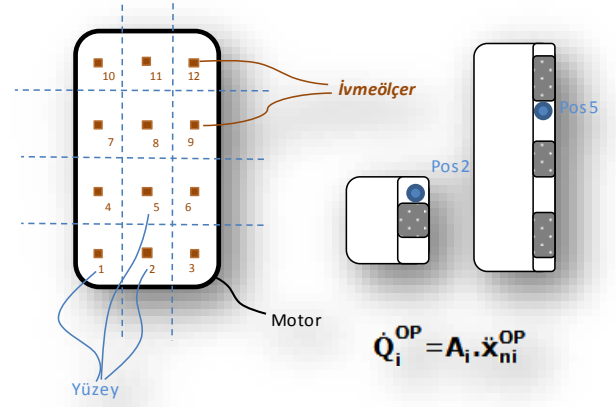 10 11 12
İvmeölçer
7 8 9
Pos5
Pos2
4 5 6
1 2 3
Motor
Q̇ᵢᴼᴾ=Aᵢ.ẍₙᵢᴼᴾ
Yüzey